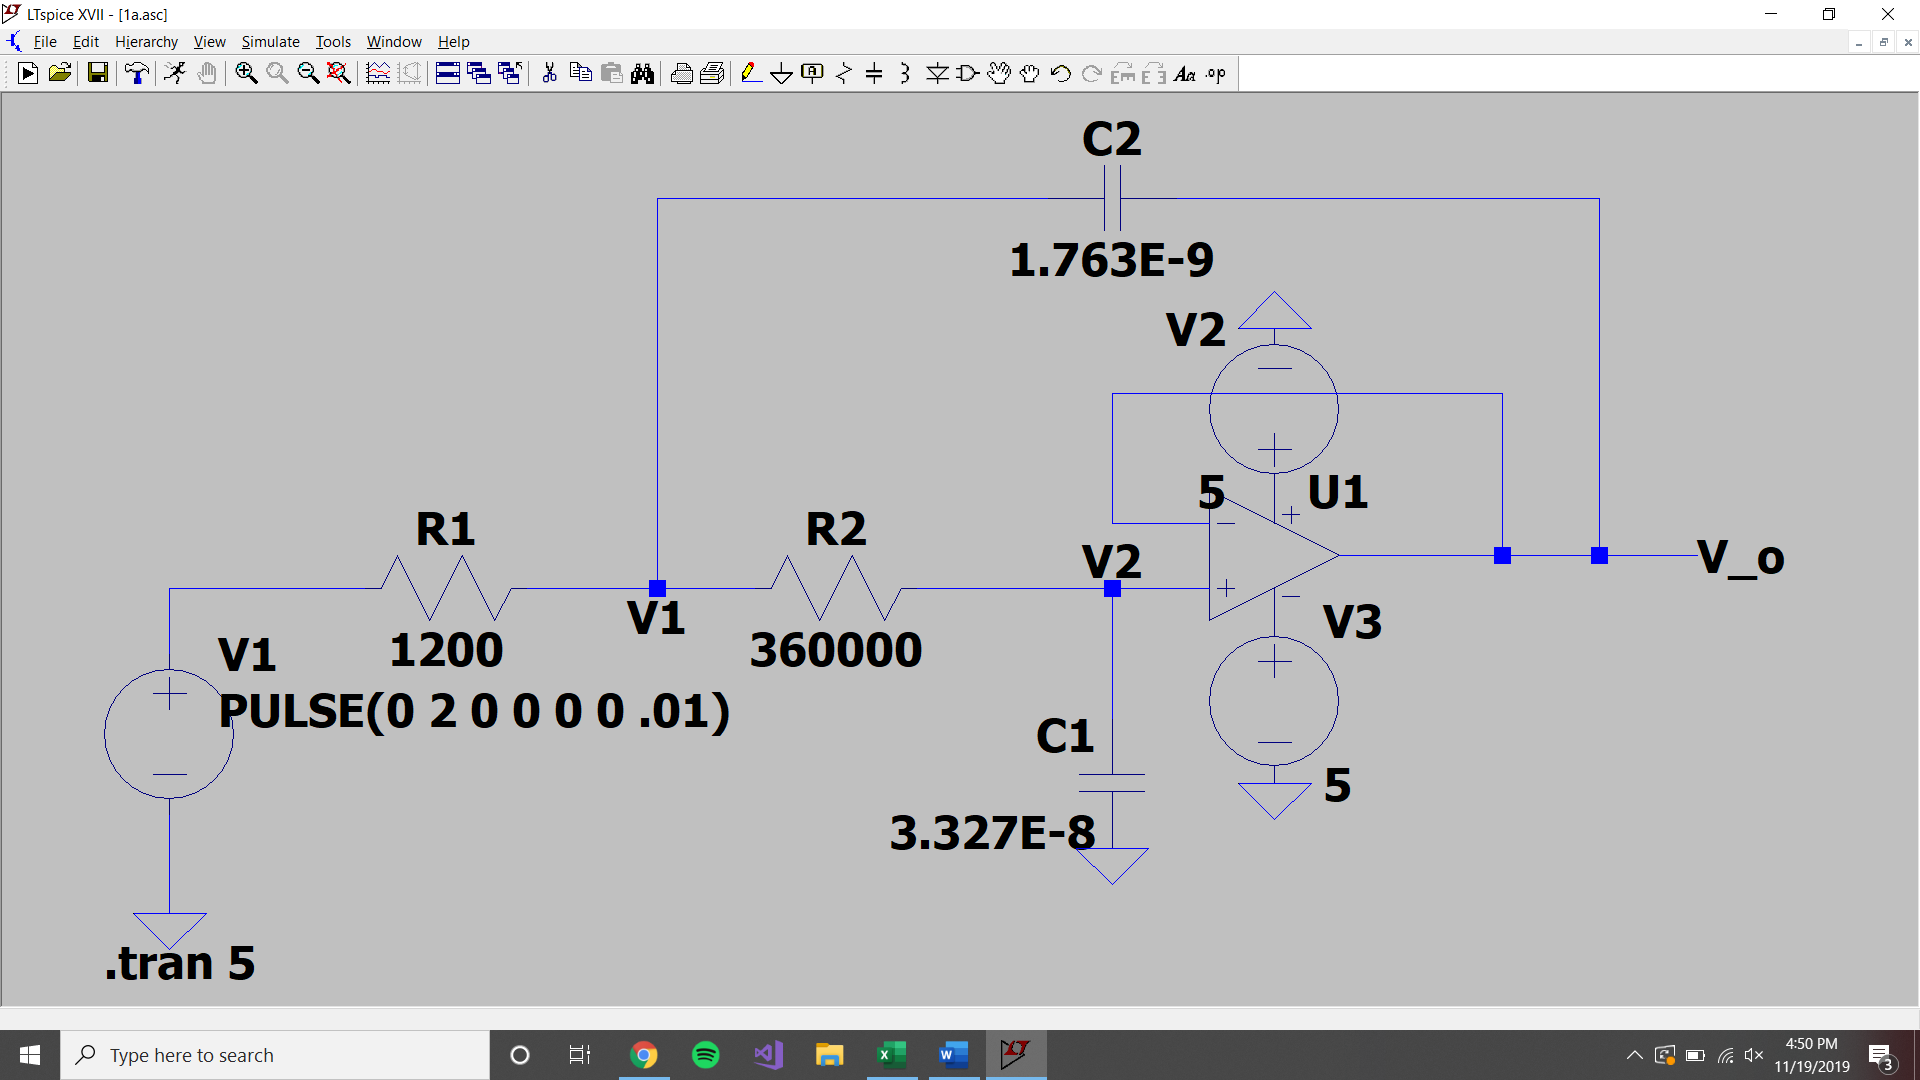 LTspice XVII - [1a.asc]
File Edit Hierarchy View Simulate Tools Window Help
C2
1.763E-9
V2
5
U1
R1
R2
V2
V_o
V1
1200
V1
360000
V3
PULSE(0 2 0 0 0 0 .01)
C1
5
3.327E-8
.tran 5
Type here to search
4:50 PM
11/19/2019
3